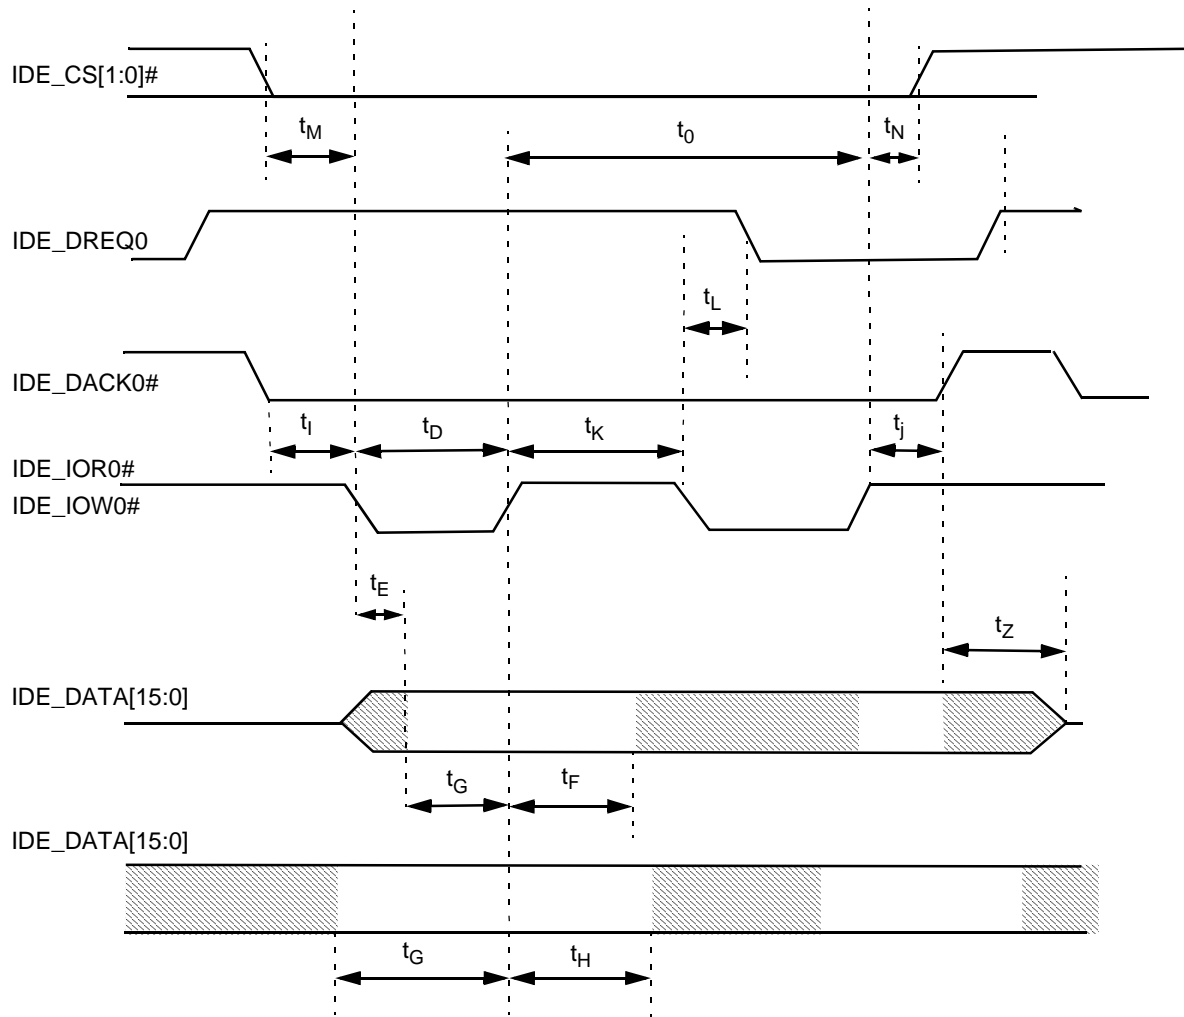 IDE_CS[1:0]#
tM
t0
tN
IDE_DREQ0
tL
IDE_DACK0#
tI
tD
tK
tj
IDE_IOR0#
IDE_IOW0#
tE
tZ
IDE_DATA[15:0]
tG
tF
IDE_DATA[15:0]
tG
tH